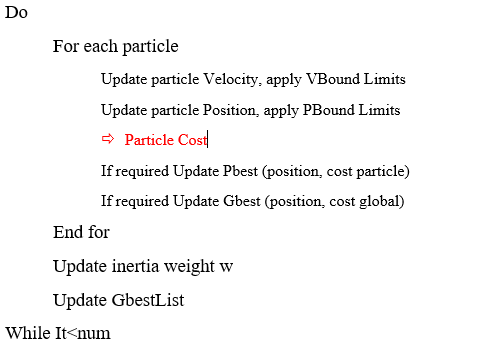 Do
For each particle
Update particle Velocity, apply VBound Limits
Update particle Position, apply PBound Limits
⇨ Particle Cost
If required Update Pbest (position, cost particle)
If required Update Gbest (position, cost global)
End for
Update inertia weight w
Update GbestList
While It<num